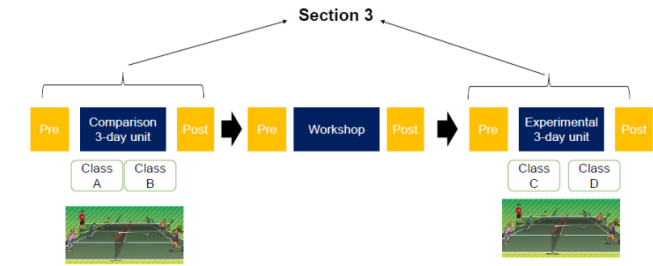 Section 3
Pre
Comparison
3-day unit
Post
Pre
Workshop
Post
Pre
Experimental
3-day unit
Post
Class
A
Class
B
Class
C
Class
D